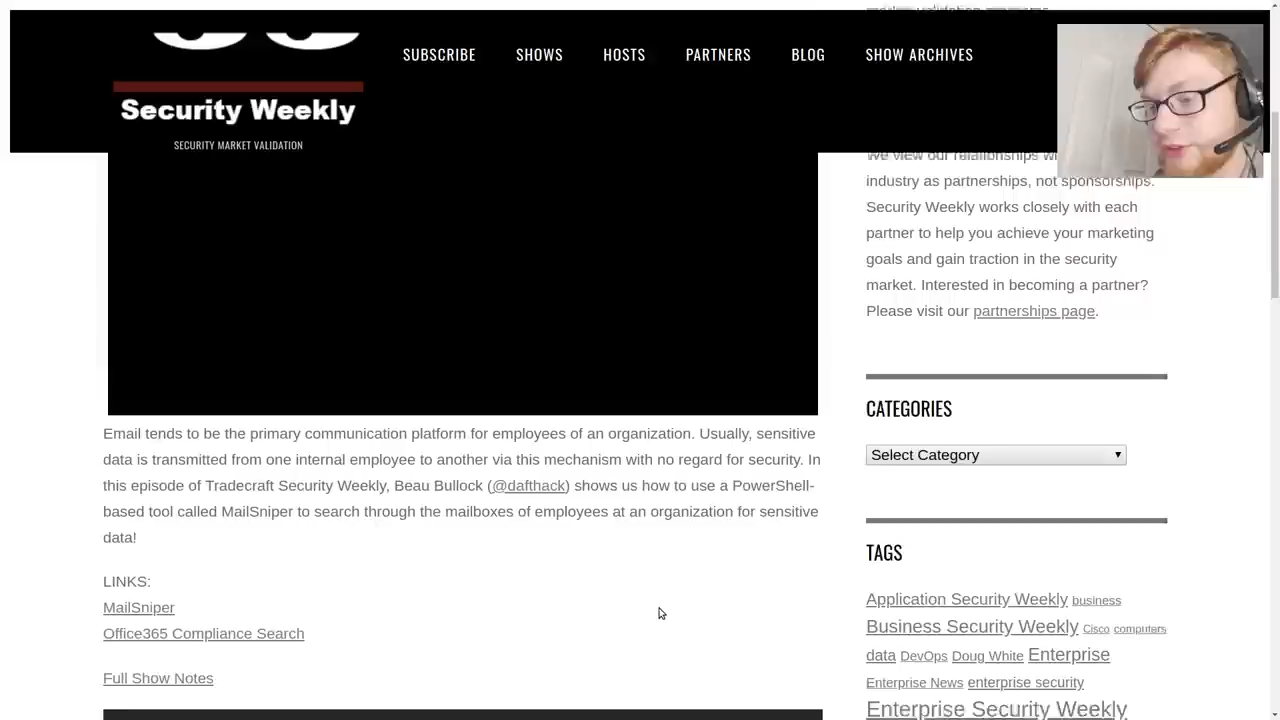 SUBSCRIBE SHOWS HOSTS PARTNERS BLOG SHOW ARCHIVES
Security Weekly
SECURITY MARKET VALIDATION
We view our relationships
industry as partnerships, not sponsorships.
Security Weekly works closely with each
partner to help you achieve your marketing
goals and gain traction in the security
market. Interested in becoming a partner?
Please visit our partnerships page.
CATEGORIES
Select Category
Email tends to be the primary communication platform for employees of an organization. Usually, sensitive
data is transmitted from one internal employee to another via this mechanism with no regard for security. In
this episode of Tradecraft Security Weekly, Beau Bullock (@dafthack) shows us how to use a PowerShell-
based tool called MailSniper to search through the mailboxes of employees at an organization for sensitive
data!
LINKS:
MailSniper
Office365 Compliance Search
Full Show Notes
TAGS
Application Security Weekly business
Business Security Weekly Cisco computers
data DevOps Doug White Enterprise
Enterprise News enterprise security
Enterprise Security Weekly